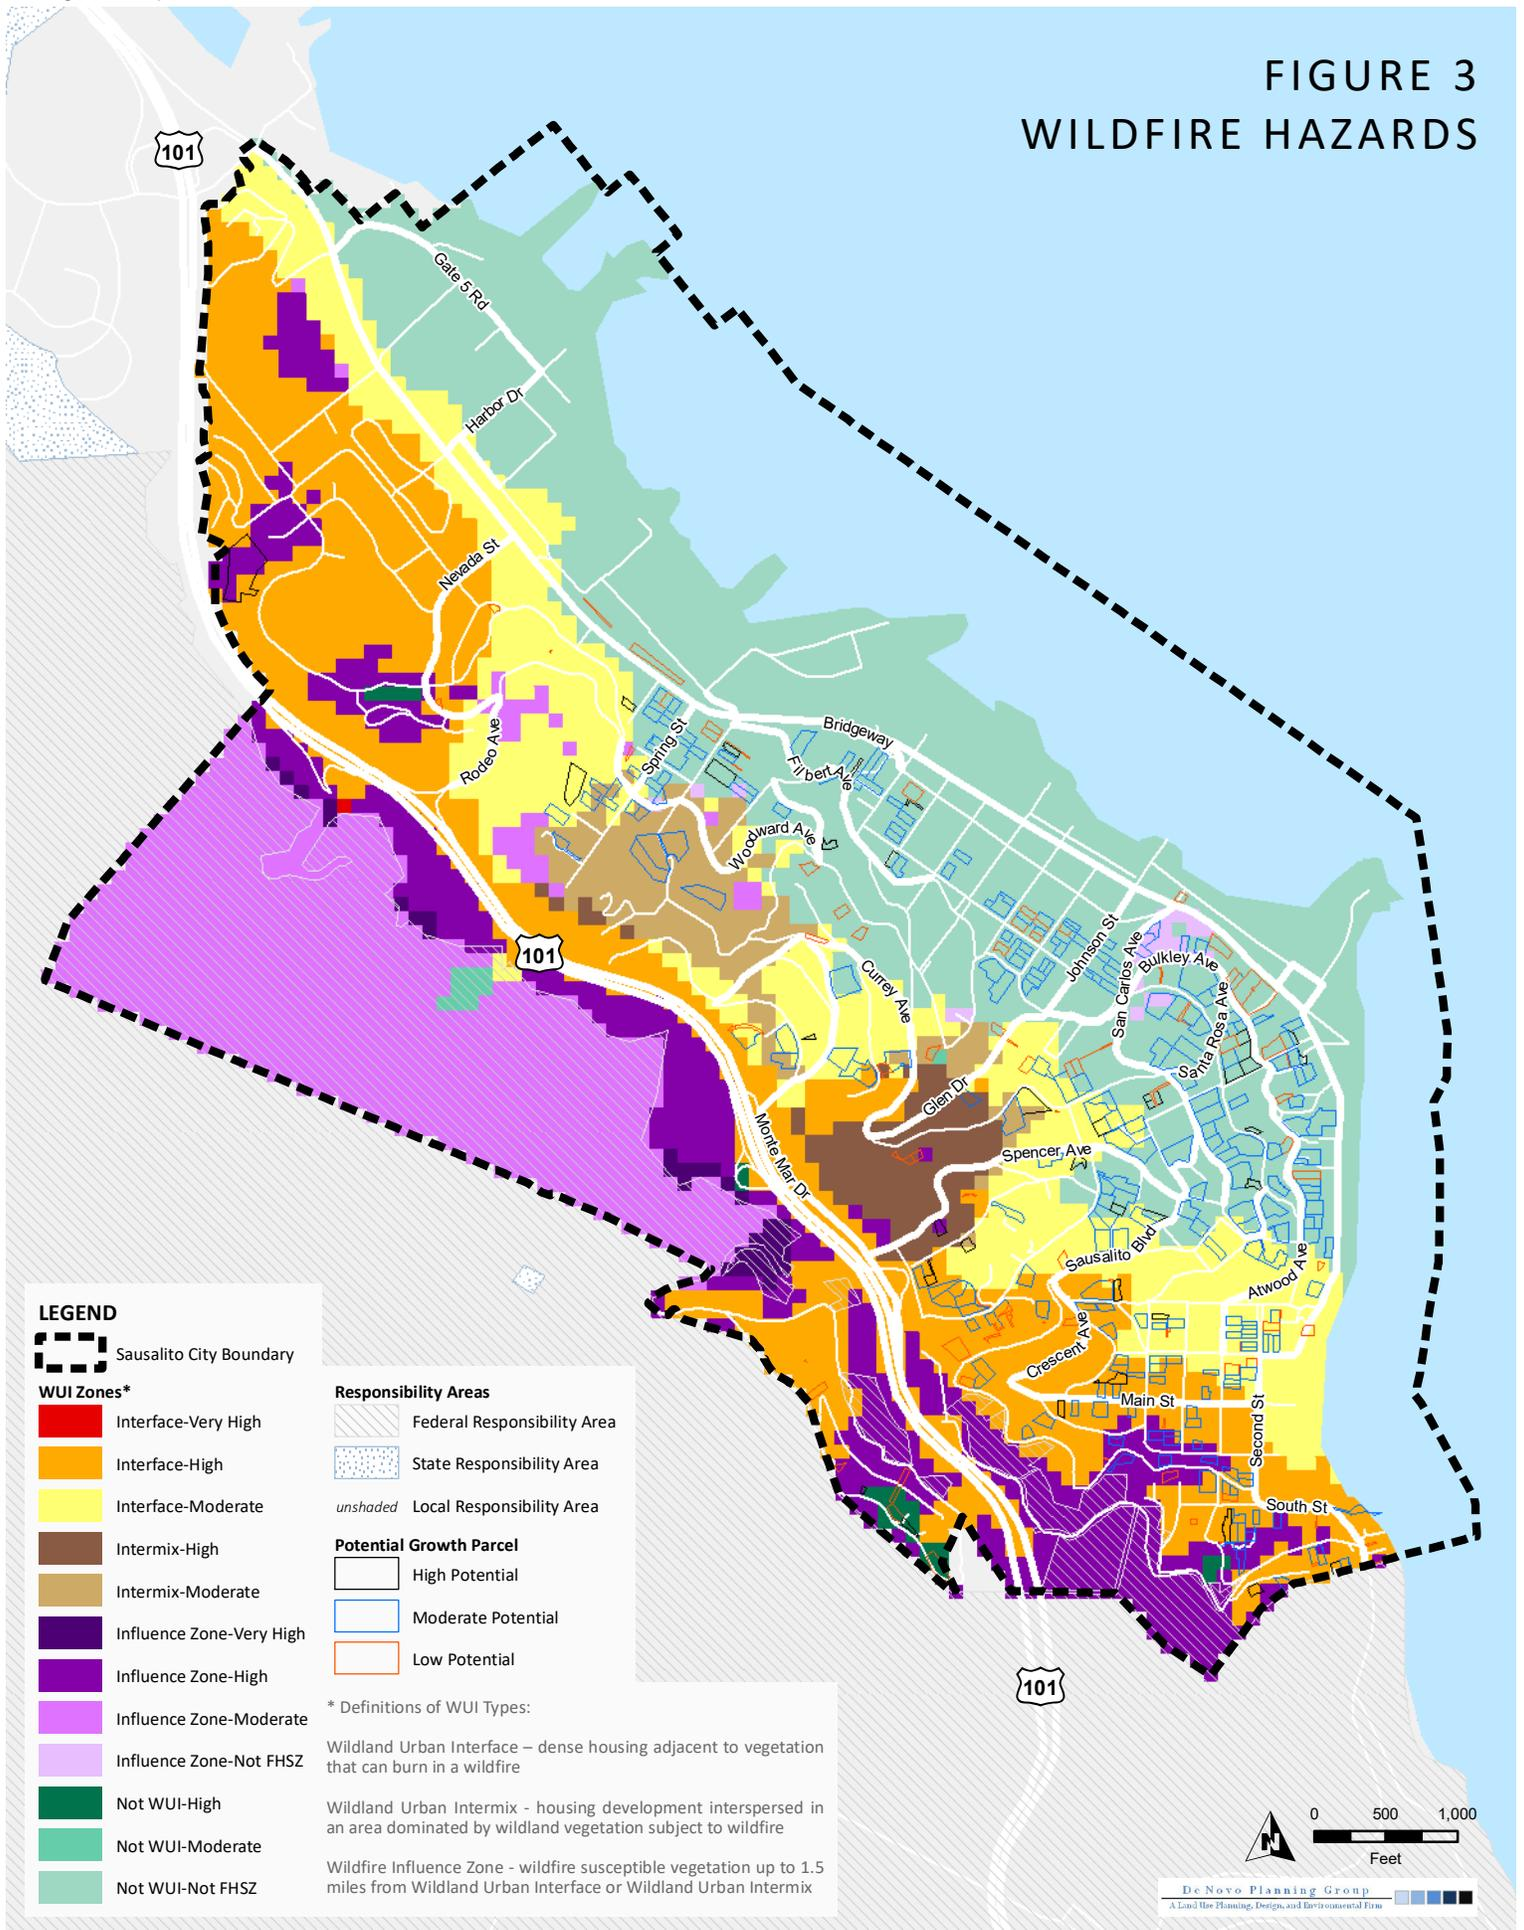 FIGURE 3
WILDFIRE HAZARDS
101
Gate 5 Rd
Harbor Dr
Nevada St
Rodeo Ave
Spring St
Bridgeway
Filbert Ave
Woodward Ave
101
Currey Ave
Johnson St
San Carlos Ave
Bulkley Ave
Santa Rosa Ave
Glen Dr
Monte Mar Dr
Spencer Ave
Sausalito Blvd
Atwood Ave
Crescent Ave
Main St
Second St
South St
101
LEGEND
Sausalito City Boundary
WUI Zones*
Interface-Very High
Interface-High
Interface-Moderate
Intermix-High
Intermix-Moderate
Influence Zone-Very High
Influence Zone-High
Influence Zone-Moderate
Influence Zone-Not FHSZ
Not WUI-High
Not WUI-Moderate
Not WUI-Not FHSZ
Responsibility Areas
Federal Responsibility Area
State Responsibility Area
unshaded Local Responsibility Area
Potential Growth Parcel
High Potential
Moderate Potential
Low Potential
* Definitions of WUI Types:
Wildland Urban Interface – dense housing adjacent to vegetation
that can burn in a wildfire
Wildland Urban Intermix - housing development interspersed in
an area dominated by wildland vegetation subject to wildfire
Wildfire Influence Zone - wildfire susceptible vegetation up to 1.5
miles from Wildland Urban Interface or Wildland Urban Intermix
N
0 500 1,000
Feet
De Novo Planning Group
A Land Use Planning, Design, and Environmental Firm